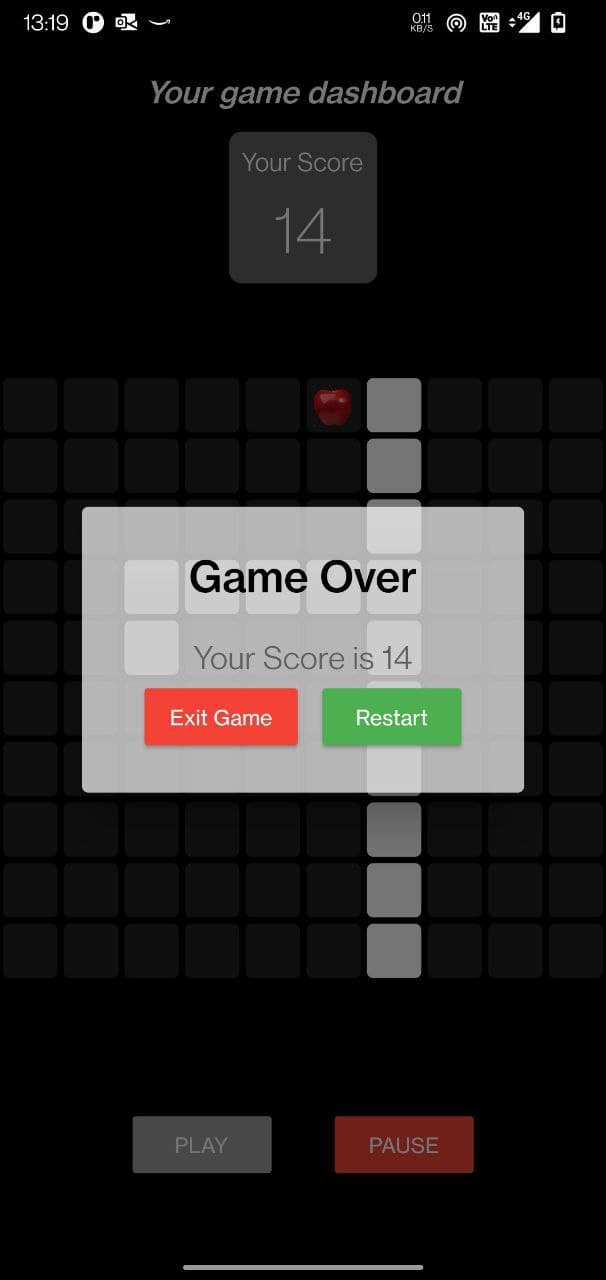 13:19 0.11 KB/S Vo LTE 4G
Your game dashboard
Your Score
14
Game Over
Your Score is 14
Exit Game Restart
PLAY PAUSE